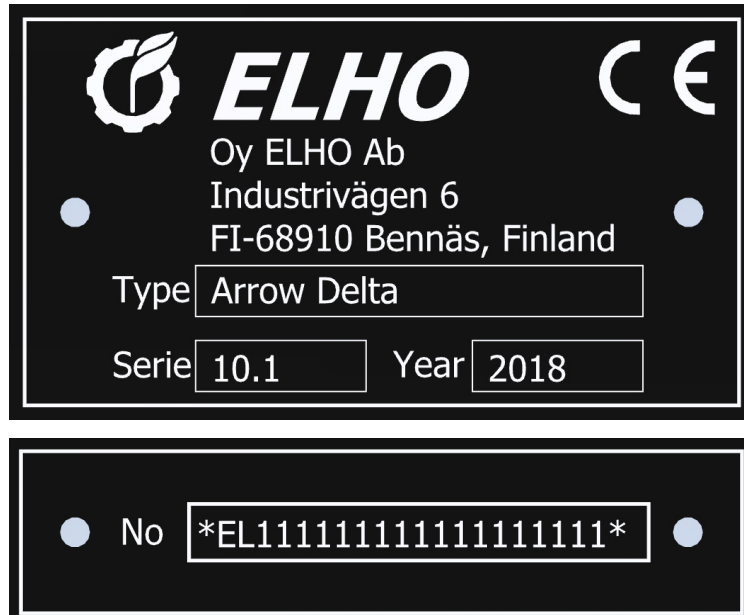 ELHO CE
Oy ELHO Ab
Industrivägen 6
FI-68910 Bennäs, Finland
Type Arrow Delta
Serie 10.1 Year 2018
No *EL111111111111111111*